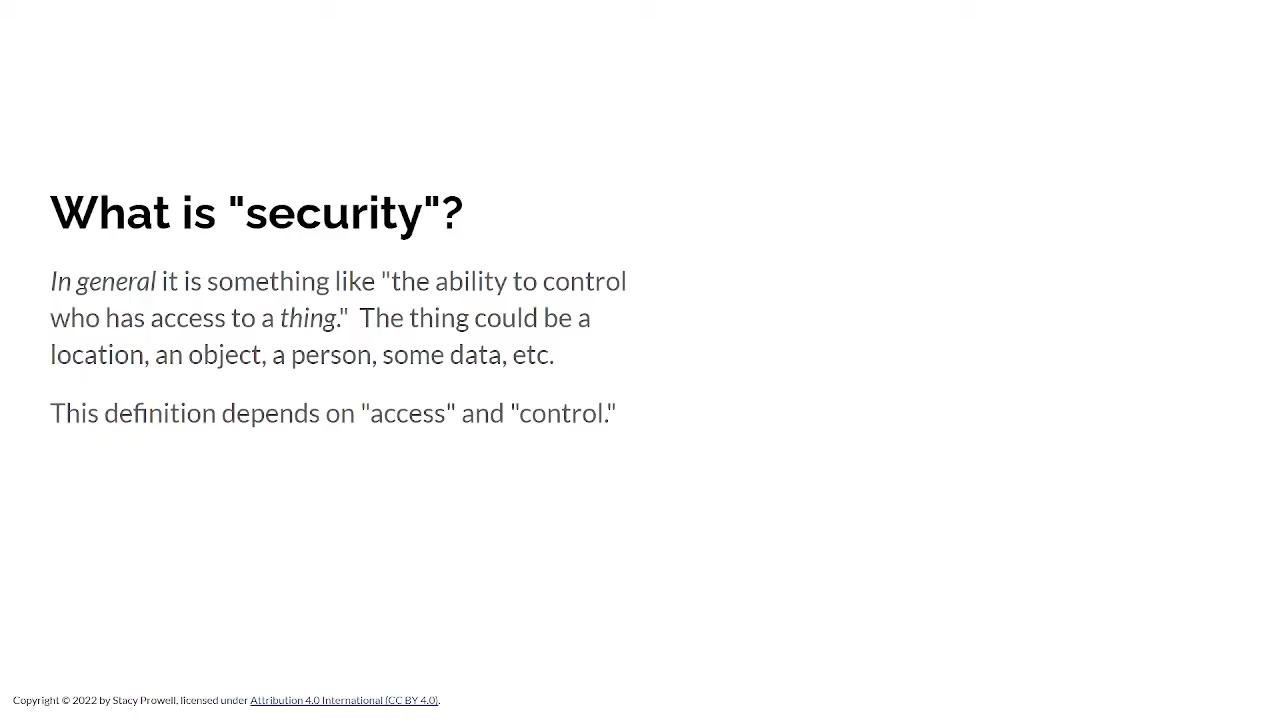 What is "security"?
In general it is something like "the ability to control
who has access to a thing."  The thing could be a
location, an object, a person, some data, etc.
This definition depends on "access" and "control."
Copyright © 2022 by Stacy Prowell, licensed under Attribution 4.0 International (CC BY 4.0).